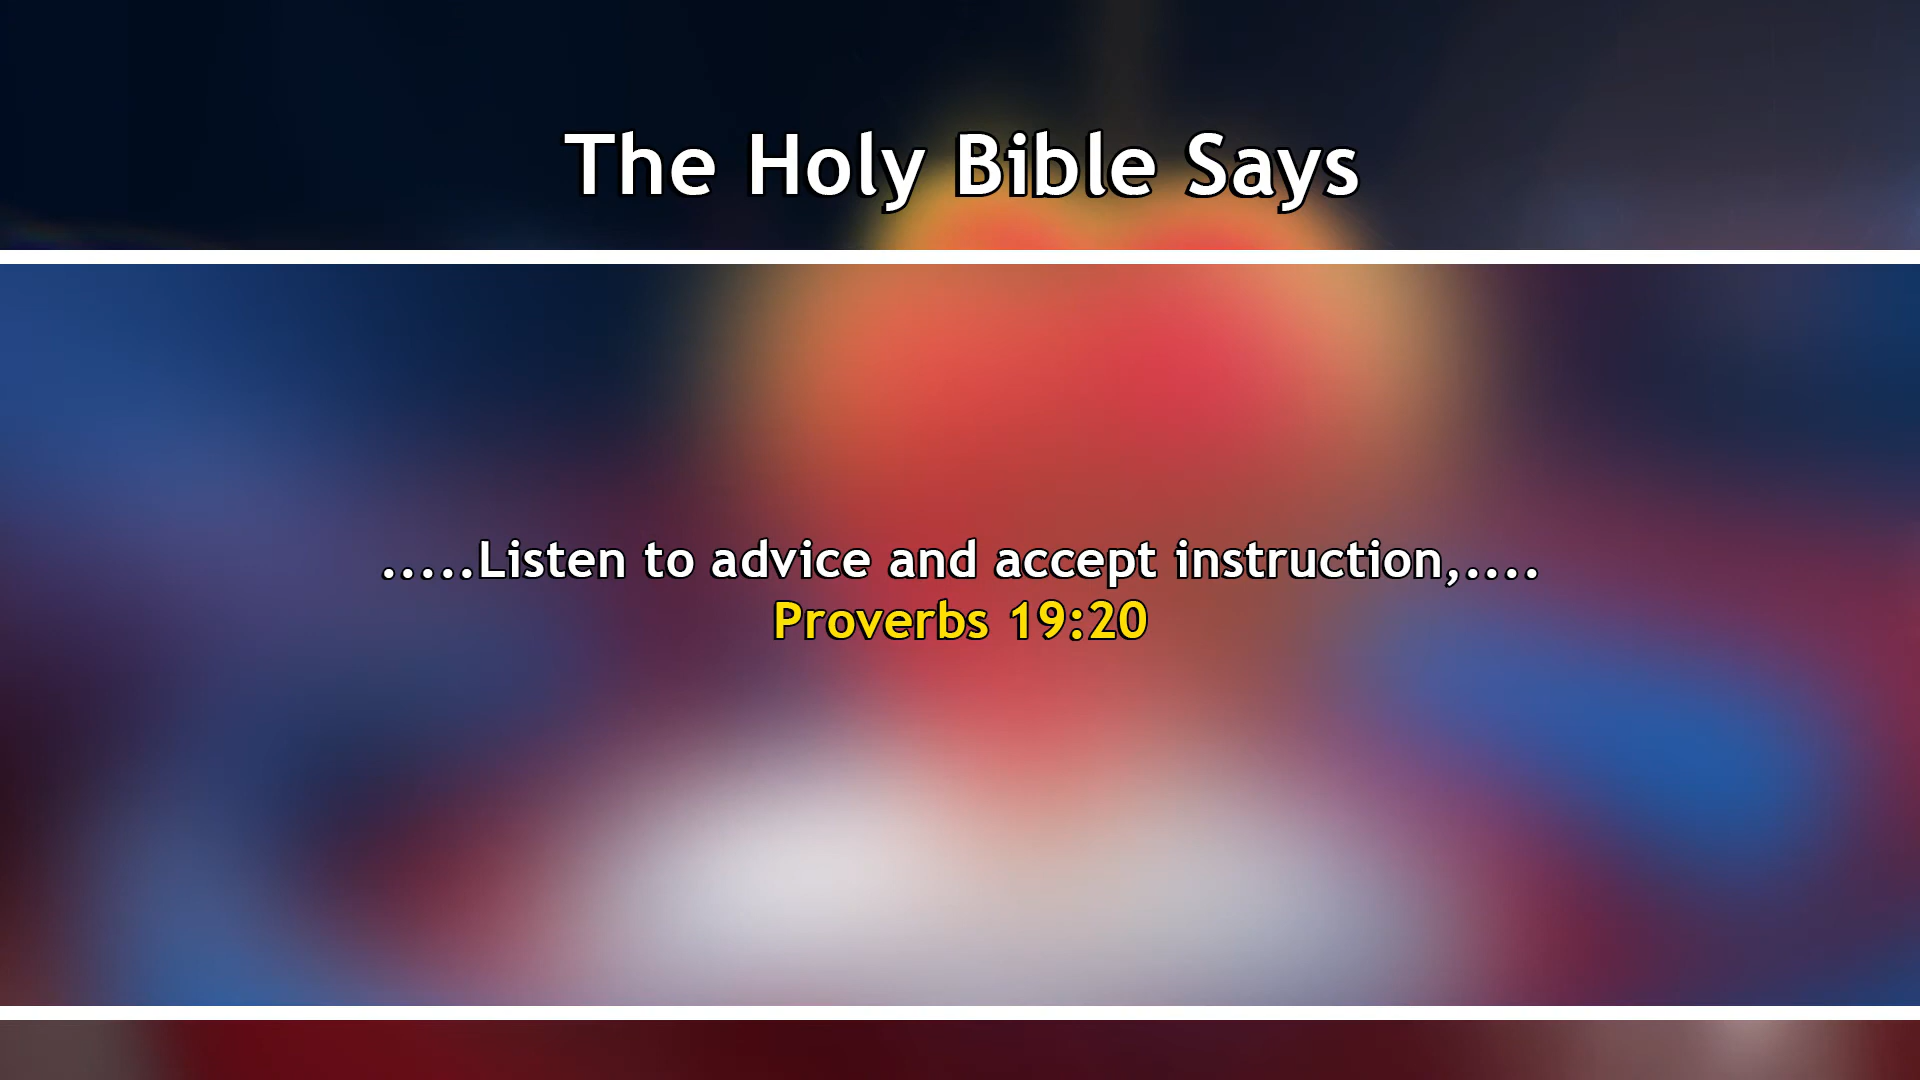 The Holy Bible Says
.....Listen to advice and accept instruction,....
Proverbs 19:20